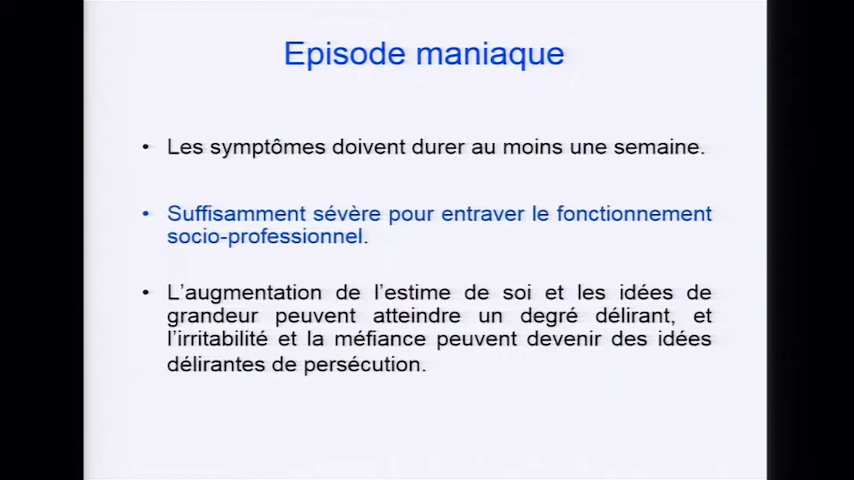 Episode maniaque
• Les symptômes doivent durer au moins une semaine.
• Suffisamment sévère pour entraver le fonctionnement
socio-professionnel.
• L’augmentation de l’estime de soi et les idées de
grandeur peuvent atteindre un degré délirant, et
l’irritabilité et la méfiance peuvent devenir des idées
délirantes de persécution.